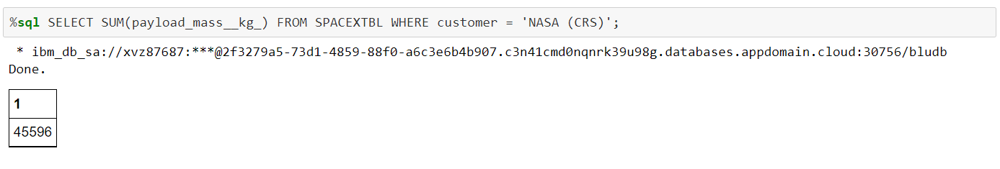 %sql SELECT SUM(payload_mass__kg_) FROM SPACEXTBL WHERE customer = 'NASA (CRS)';
* ibm_db_sa://xvz87687:***@2f3279a5-73d1-4859-88f0-a6c3e6b4b907.c3n41cmd0nqnrk39u98g.databases.appdomain.cloud:30756/bludb
Done.
1
45596